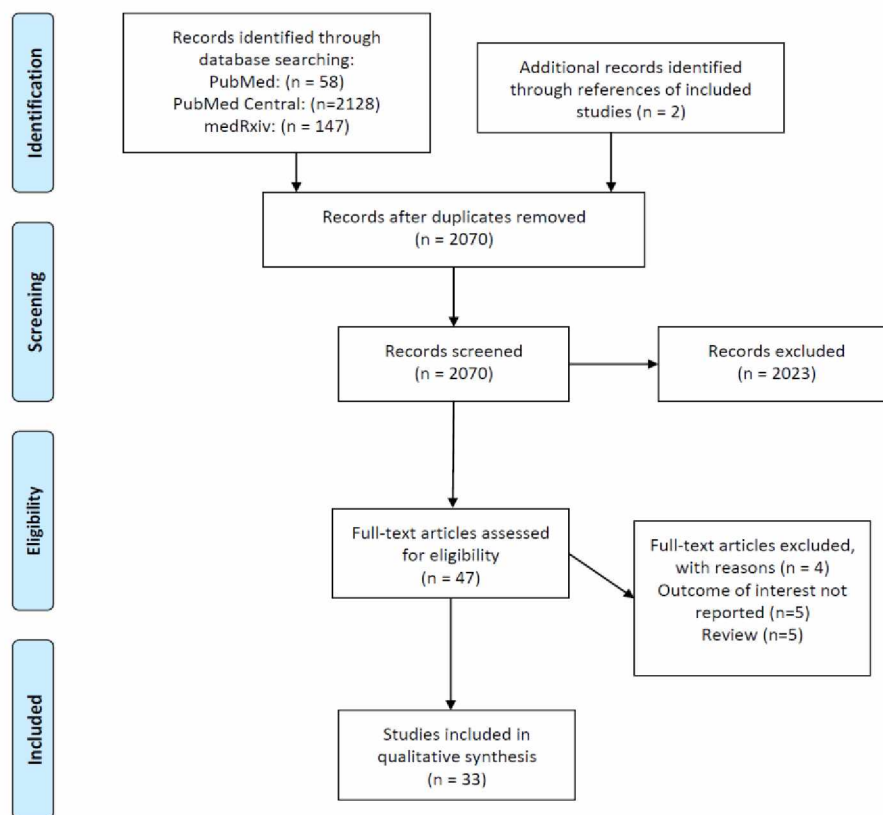 Identification
Records identified through
database searching:
PubMed: (n = 58)
PubMed Central: (n=2128)
medRxiv: (n = 147)
Additional records identified
through references of included
studies (n = 2)
Records after duplicates removed
(n = 2070)
Screening
Records screened
(n = 2070)
Records excluded
(n = 2023)
Eligibility
Full-text articles assessed
for eligibility
(n = 47)
Full-text articles excluded,
with reasons (n = 4)
Outcome of interest not
reported (n=5)
Review (n=5)
Included
Studies included in
qualitative synthesis
(n = 33)